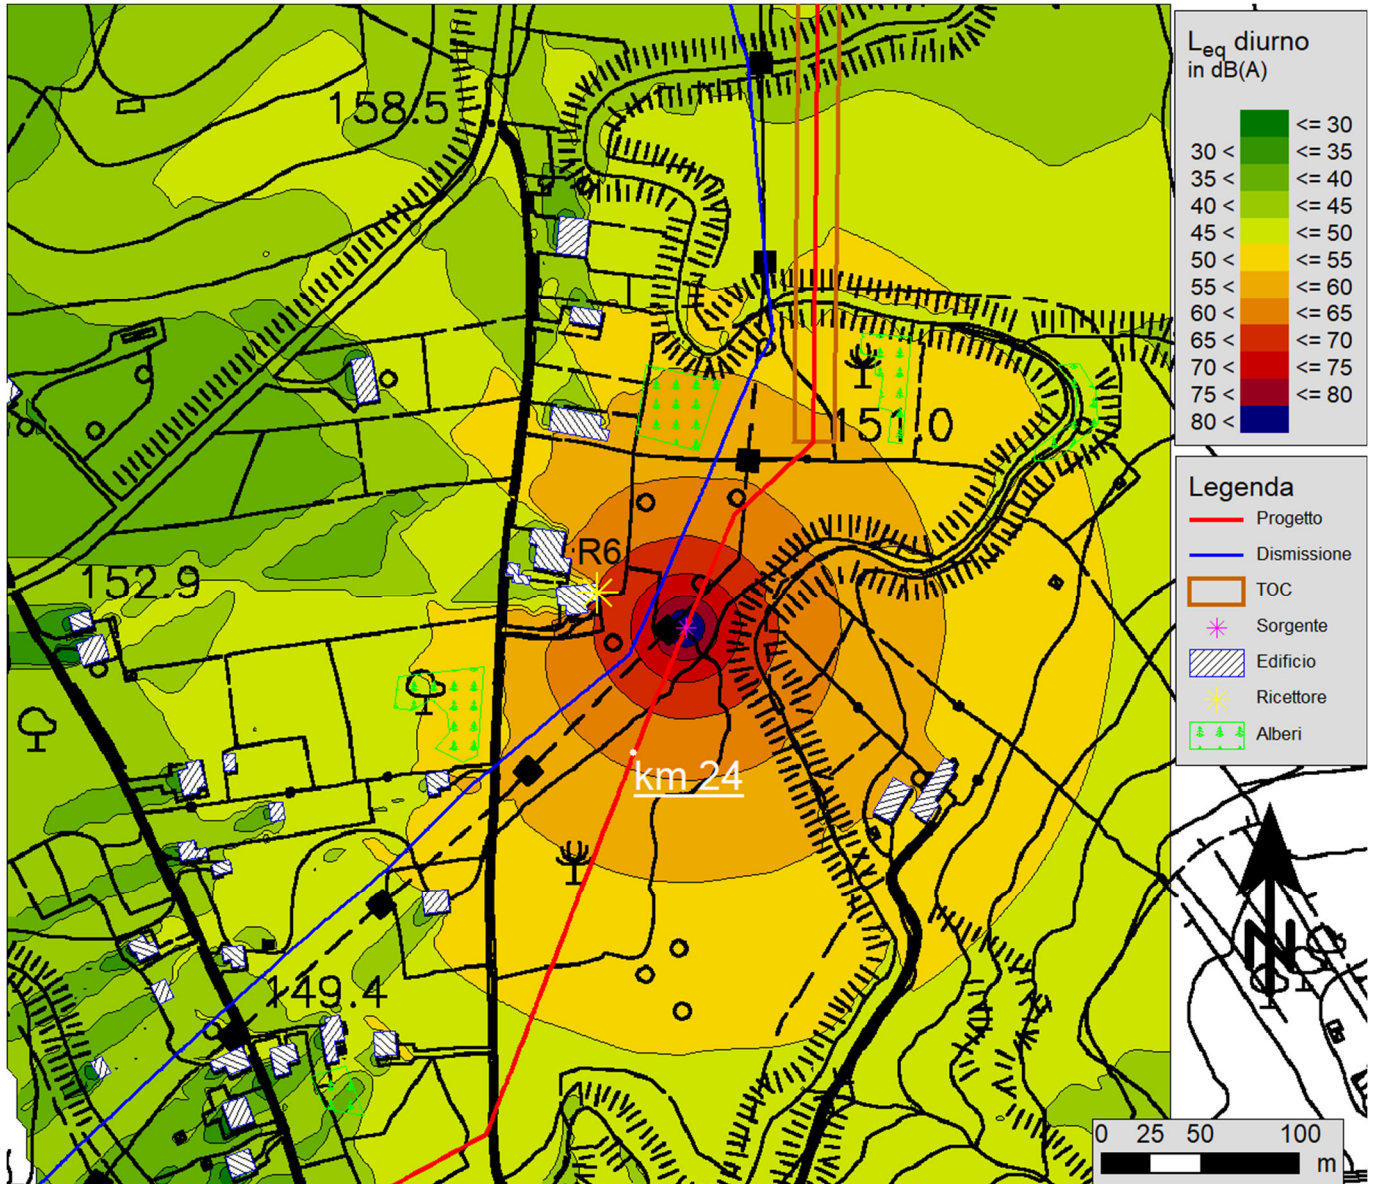 158.5
R6
151.0
152.9
km 24
149.4
L eq diurno
in dB(A)
<= 30
30 < <= 35
35 < <= 40
40 < <= 45
45 < <= 50
50 < <= 55
55 < <= 60
60 < <= 65
65 < <= 70
70 < <= 75
75 < <= 80
80 <
Legenda
Progetto
Dismissione
TOC
Sorgente
Edificio
Ricettore
Alberi
N
0 25 50 100
m